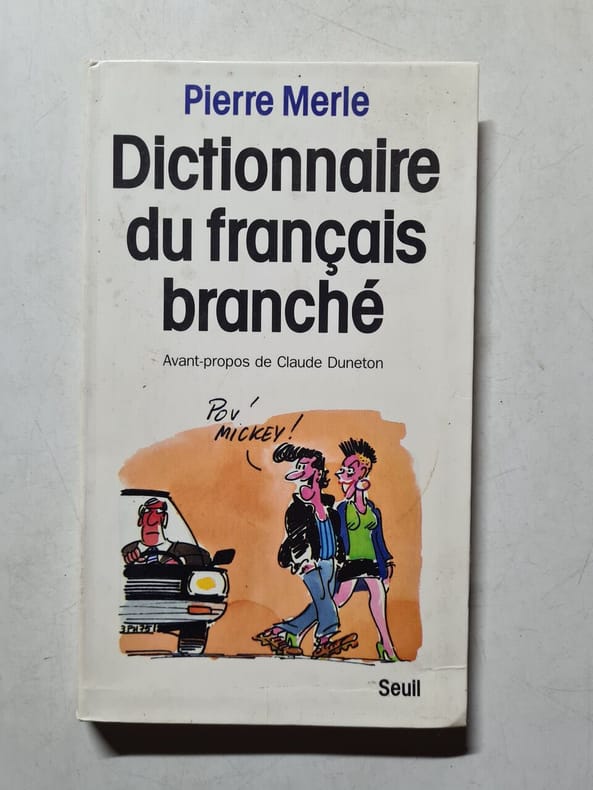 Pierre Merle
Dictionnaire
du français
branché
Avant-propos de Claude Duneton
POV'
MICKEY!
Seuil